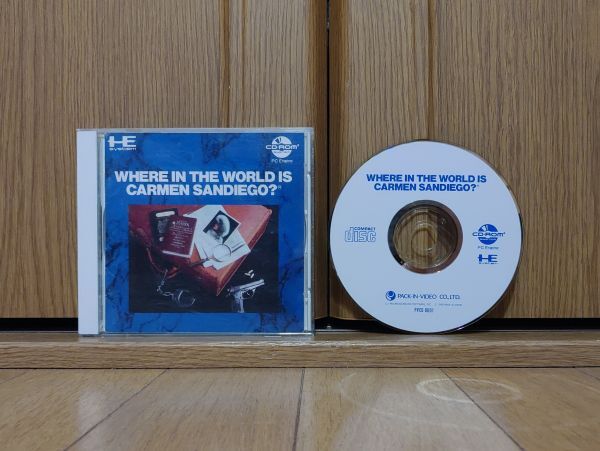 HE
system
CD-ROM²
PC Engine
WHERE IN THE WORLD IS
CARMEN SANDIEGO?®
WHERE IN THE WORLD IS
CARMEN SANDIEGO?®
COMPACT
disc
CD-ROM²
PC Engine
HE
system
PACK-IN-VIDEO CO., LTD.